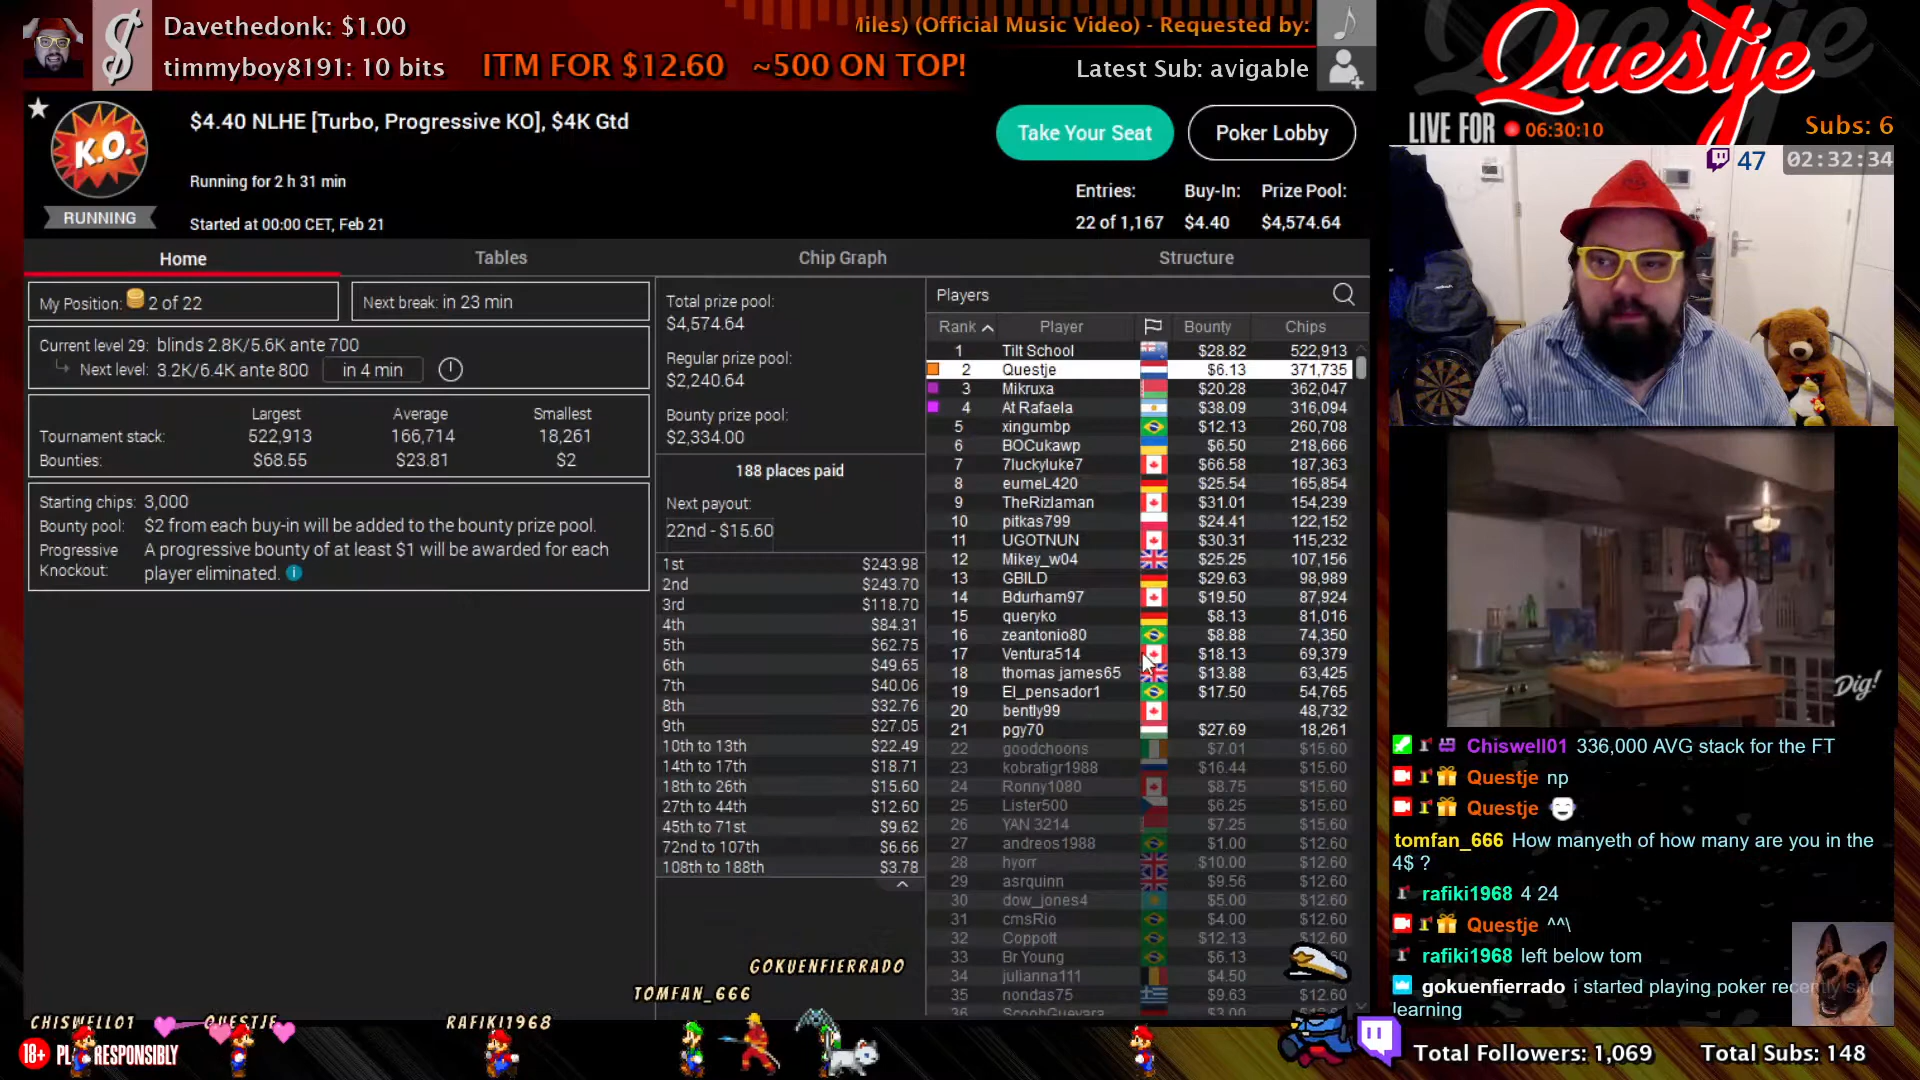 Davethedonk: $1.00
timmyboy8191: 10 bits
ITM FOR $12.60 ~500 ON TOP!
Miles) (Official Music Video) - Requested by:
Latest Sub: avigable
Questje
LIVE FOR 06:30:10
Subs: 6
47 02:32:34
K.O.
RUNNING
$4.40 NLHE [Turbo, Progressive KO], $4K Gtd
Running for 2 h 31 min
Started at 00:00 CET, Feb 21
Take Your Seat
Poker Lobby
Entries: Buy-In: Prize Pool:
22 of 1,167 $4.40 $4,574.64
Home Tables Chip Graph Structure
My Position: 2 of 22
Next break: in 23 min
Current level 29: blinds 2.8K/5.6K ante 700
Next level: 3.2K/6.4K ante 800 in 4 min
Largest Average Smallest
Tournament stack: 522,913 166,714 18,261
Bounties: $68.55 $23.81 $2
Starting chips: 3,000
Bounty pool: $2 from each buy-in will be added to the bounty prize pool.
Progressive Knockout: A progressive bounty of at least $1 will be awarded for each player eliminated.
Total prize pool:
$4,574.64
Regular prize pool:
$2,240.64
Bounty prize pool:
$2,334.00
188 places paid
Next payout:
22nd - $15.60
1st $243.98
2nd $243.70
3rd $118.70
4th $84.31
5th $62.75
6th $49.65
7th $40.06
8th $32.76
9th $27.05
10th to 13th $22.49
14th to 17th $18.71
18th to 26th $15.60
27th to 44th $12.60
45th to 71st $9.62
72nd to 107th $6.66
108th to 188th $3.78
Players
Rank Player Bounty Chips
1 Tilt School $28.82 522,913
2 Questje $6.13 371,735
3 Mikruxa $20.28 362,047
4 At Rafaela $38.09 316,094
5 xingumbp $12.13 260,708
6 BOCukawp $6.50 218,666
7 7luckyluke7 $66.58 187,363
8 eumeL420 $25.54 165,854
9 TheRizlaman $31.01 154,239
10 pitkas799 $24.41 122,152
11 UGOTNUN $30.31 115,232
12 Mikey_w04 $25.25 107,156
13 GBILD $29.63 98,989
14 Bdurham97 $19.50 87,924
15 queryko $8.13 81,016
16 zeantonio80 $8.88 74,350
17 Ventura514 $18.13 69,379
18 thomas james65 $13.88 63,425
19 El_pensador1 $17.50 54,765
20 bently99 48,732
21 pgy70 $27.69 18,261
22 goodchoons $7.01 $15.60
23 kobratigr1988 $16.44 $15.60
24 Ronny1080 $8.75 $15.60
25 Lister500 $6.25 $15.60
26 YAN 3214 $7.25 $15.60
27 andreos1988 $1.00 $12.60
28 hyorr $10.00 $12.60
29 asrquinn $9.56 $12.60
30 dow_jones4 $5.00 $12.60
31 cmsRio $4.00 $12.60
32 Coppott $12.13 $12.60
33 Br Young $6.13
34 julianna111 $4.50
35 nondas75 $9.63 $12.60
36 ScoobGuevara $3.00 $12.60
Dig!
Chiswell01 336,000 AVG stack for the FT
Questje np
Questje
tomfan_666 How manyeth of how many are you in the
4$ ?
rafiki1968 4 24
Questje ^^\
rafiki1968 left below tom
gokuenfierrado i started playing poker recently
learning
GOKUENFIERRADO
TOMFAN_666
CHISWELL01 QUESTJE RAFIKI1968
18+ RESPONSIBLY
Total Followers: 1,069 Total Subs: 148